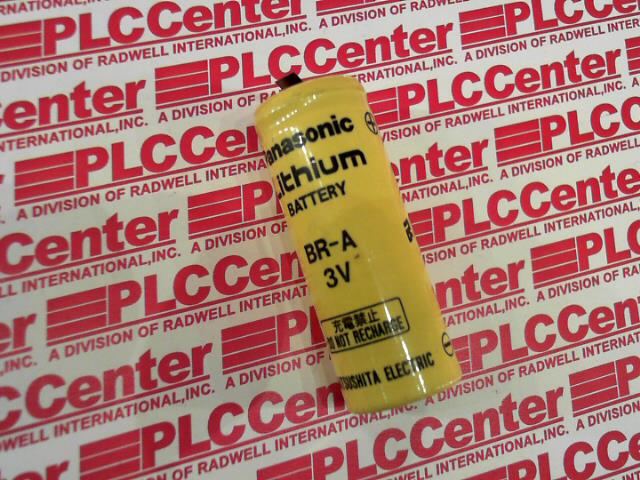 Panasonic
Lithium
BATTERY
BR-A
3V
充電禁止
DO NOT RECHARGE
MATSUSHITA ELECTRIC
PLCCenter
A DIVISION OF RADWELL INTERNATIONAL, INC.